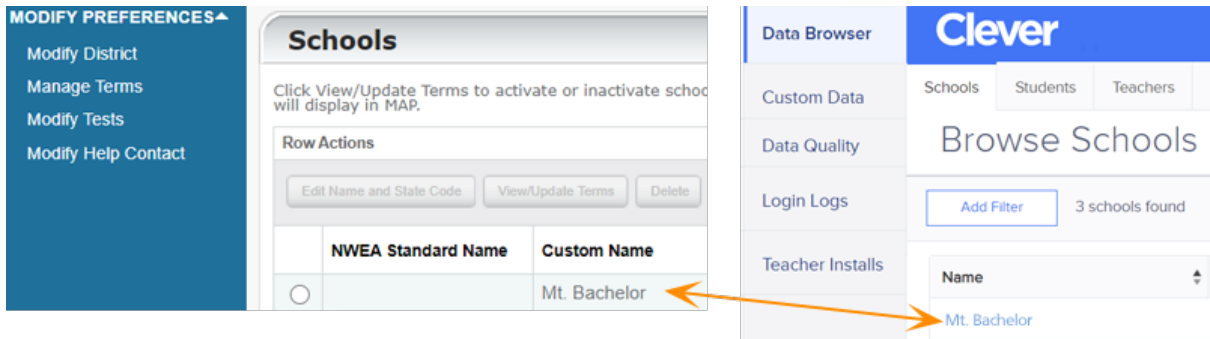 MODIFY PREFERENCES
Modify District
Manage Terms
Modify Tests
Modify Help Contact
Schools
Click View/Update Terms to activate or inactivate schoo
will display in MAP.
Row Actions
Edit Name and State Code View/Update Terms Delete
NWEA Standard Name Custom Name
Mt. Bachelor
Data Browser
Custom Data
Data Quality
Login Logs
Teacher Installs
Clever
Schools Students Teachers
Browse Schools
Add Filter 3 schools found
Name
Mt. Bachelor